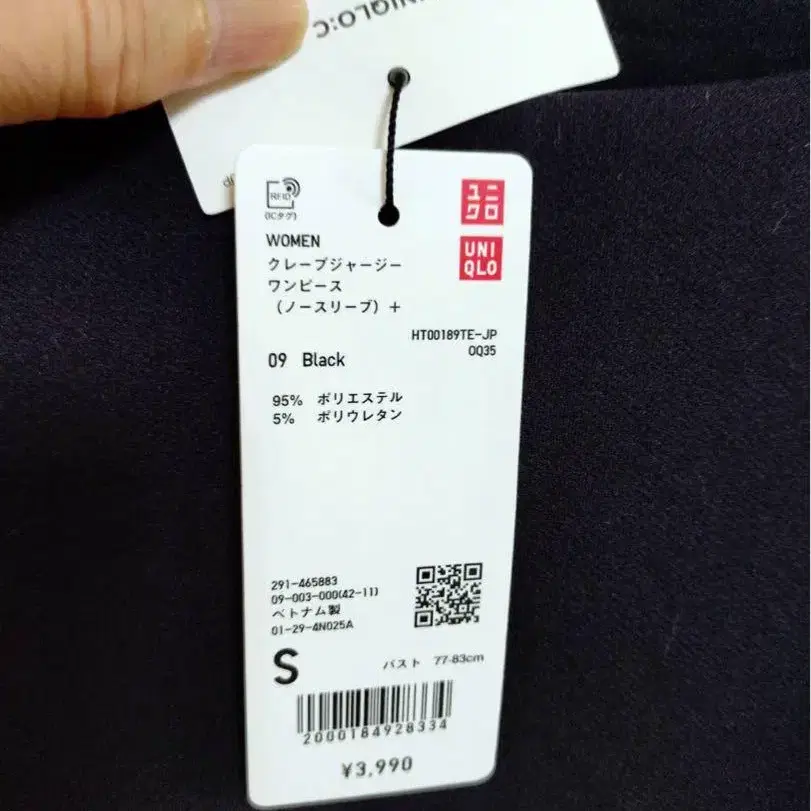 UNIQLO:C
RFID
(ICタグ)
ユニ
クロ
UNI
QLO
WOMEN
クレープジャージー
ワンピース
(ノースリーブ)+
HT00189TE-JP
0Q35
09 Black
95% ポリエステル
5% ポリウレタン
291-465883
09-003-000(42-11)
ベトナム製
01-29-4N025A
S
バスト 77-83cm
2000184928334
¥3,990